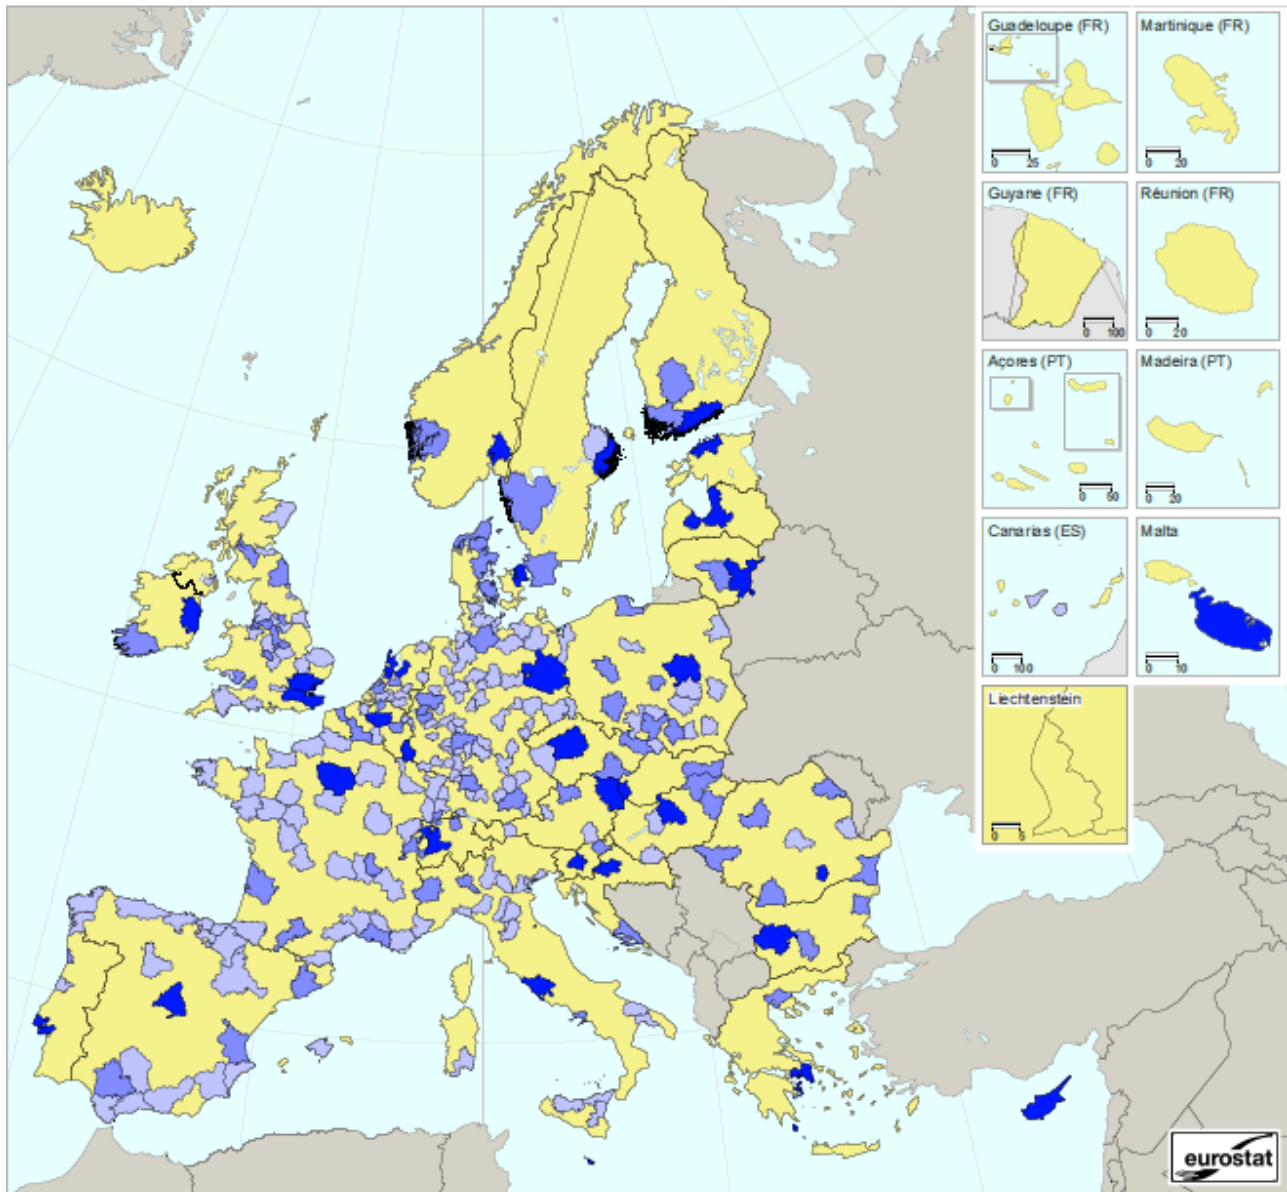 Guadeloupe (FR)
0 25
Martinique (FR)
0 20
Guyane (FR)
0 100
Réunion (FR)
0 20
Açores (PT)
0 50
Madeira (PT)
0 20
Canarias (ES)
0 100
Malta
0 10
Liechtenstein
0 5
eurostat